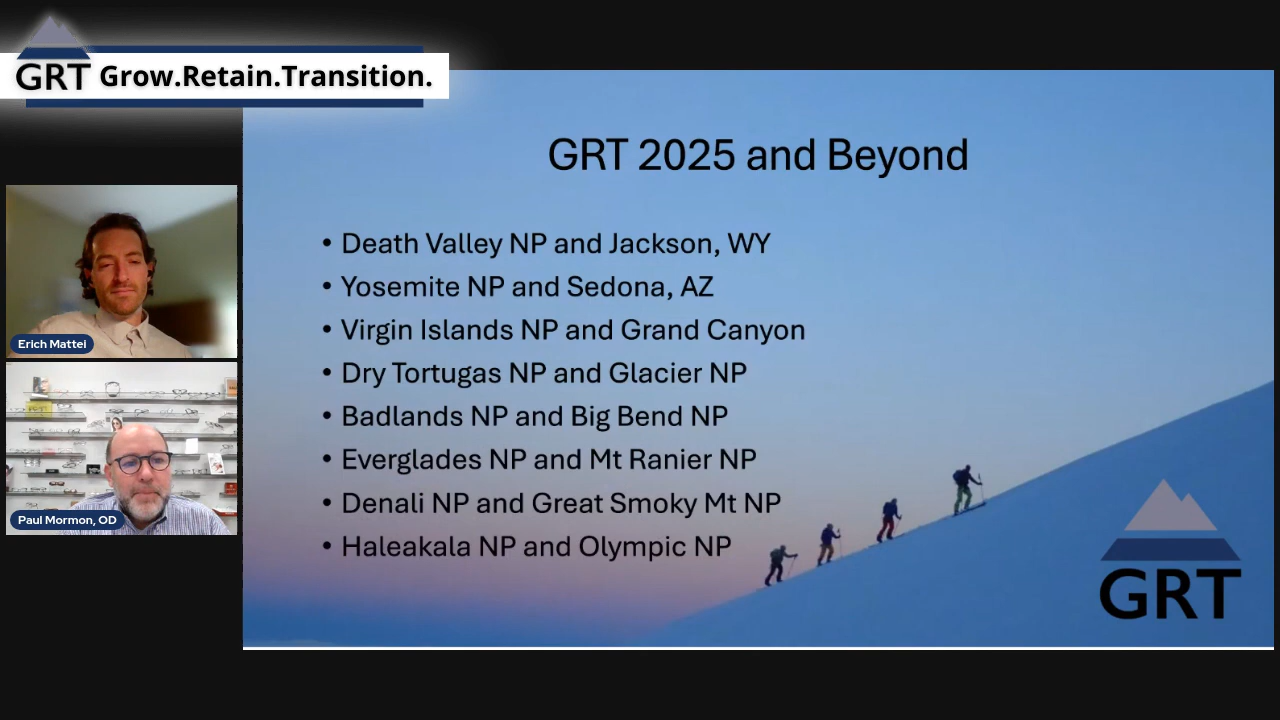 GRT Grow.Retain.Transition.
GRT 2025 and Beyond
• Death Valley NP and Jackson, WY
• Yosemite NP and Sedona, AZ
• Virgin Islands NP and Grand Canyon
• Dry Tortugas NP and Glacier NP
• Badlands NP and Big Bend NP
• Everglades NP and Mt Ranier NP
• Denali NP and Great Smoky Mt NP
• Haleakala NP and Olympic NP
GRT
Erich Mattei
Paul Mormon, OD